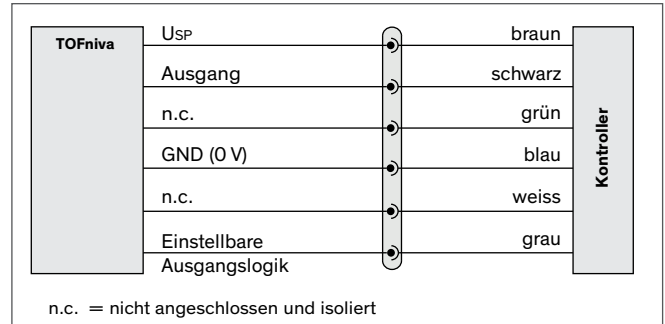 TOFniva
USP braun
Ausgang schwarz
n.c. grün
GND (0 V) blau
n.c. weiss
Einstellbare grau
Ausgangslogik
Kontroller
n.c. = nicht angeschlossen und isoliert